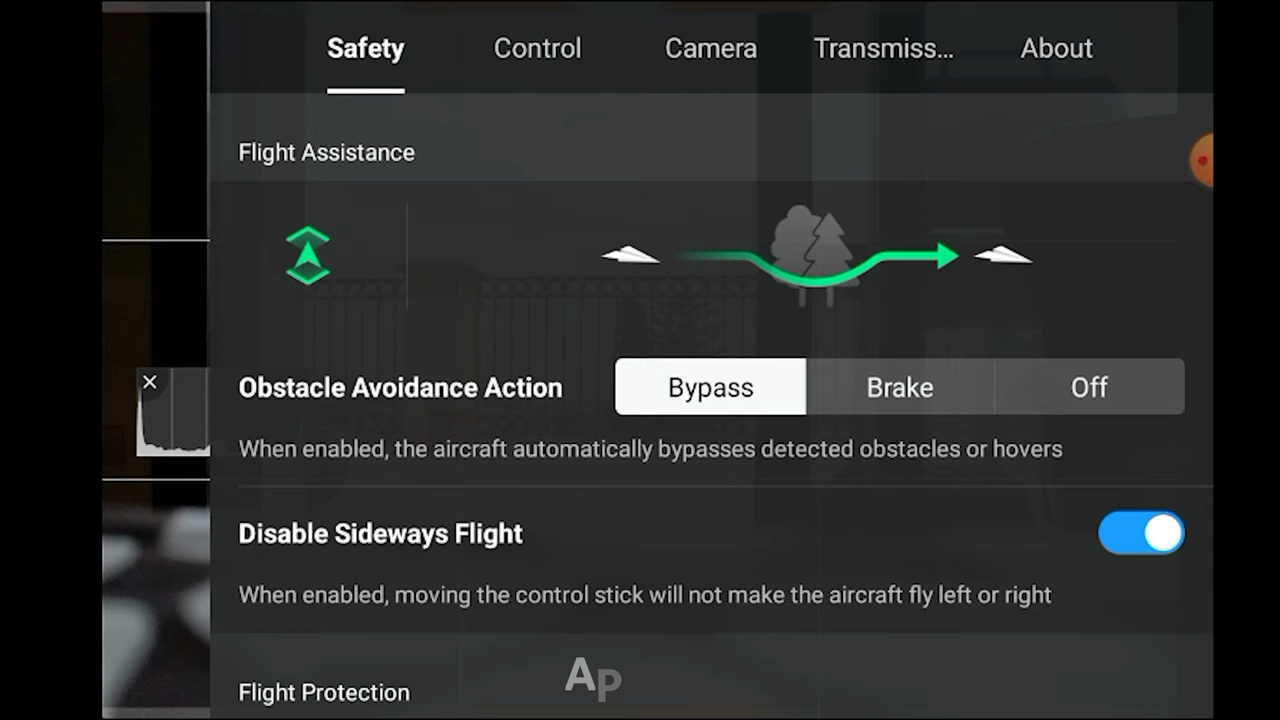 Safety Control Camera Transmiss... About
Flight Assistance
Obstacle Avoidance Action Bypass Brake Off
When enabled, the aircraft automatically bypasses detected obstacles or hovers
Disable Sideways Flight
When enabled, moving the control stick will not make the aircraft fly left or right
Flight Protection
AP